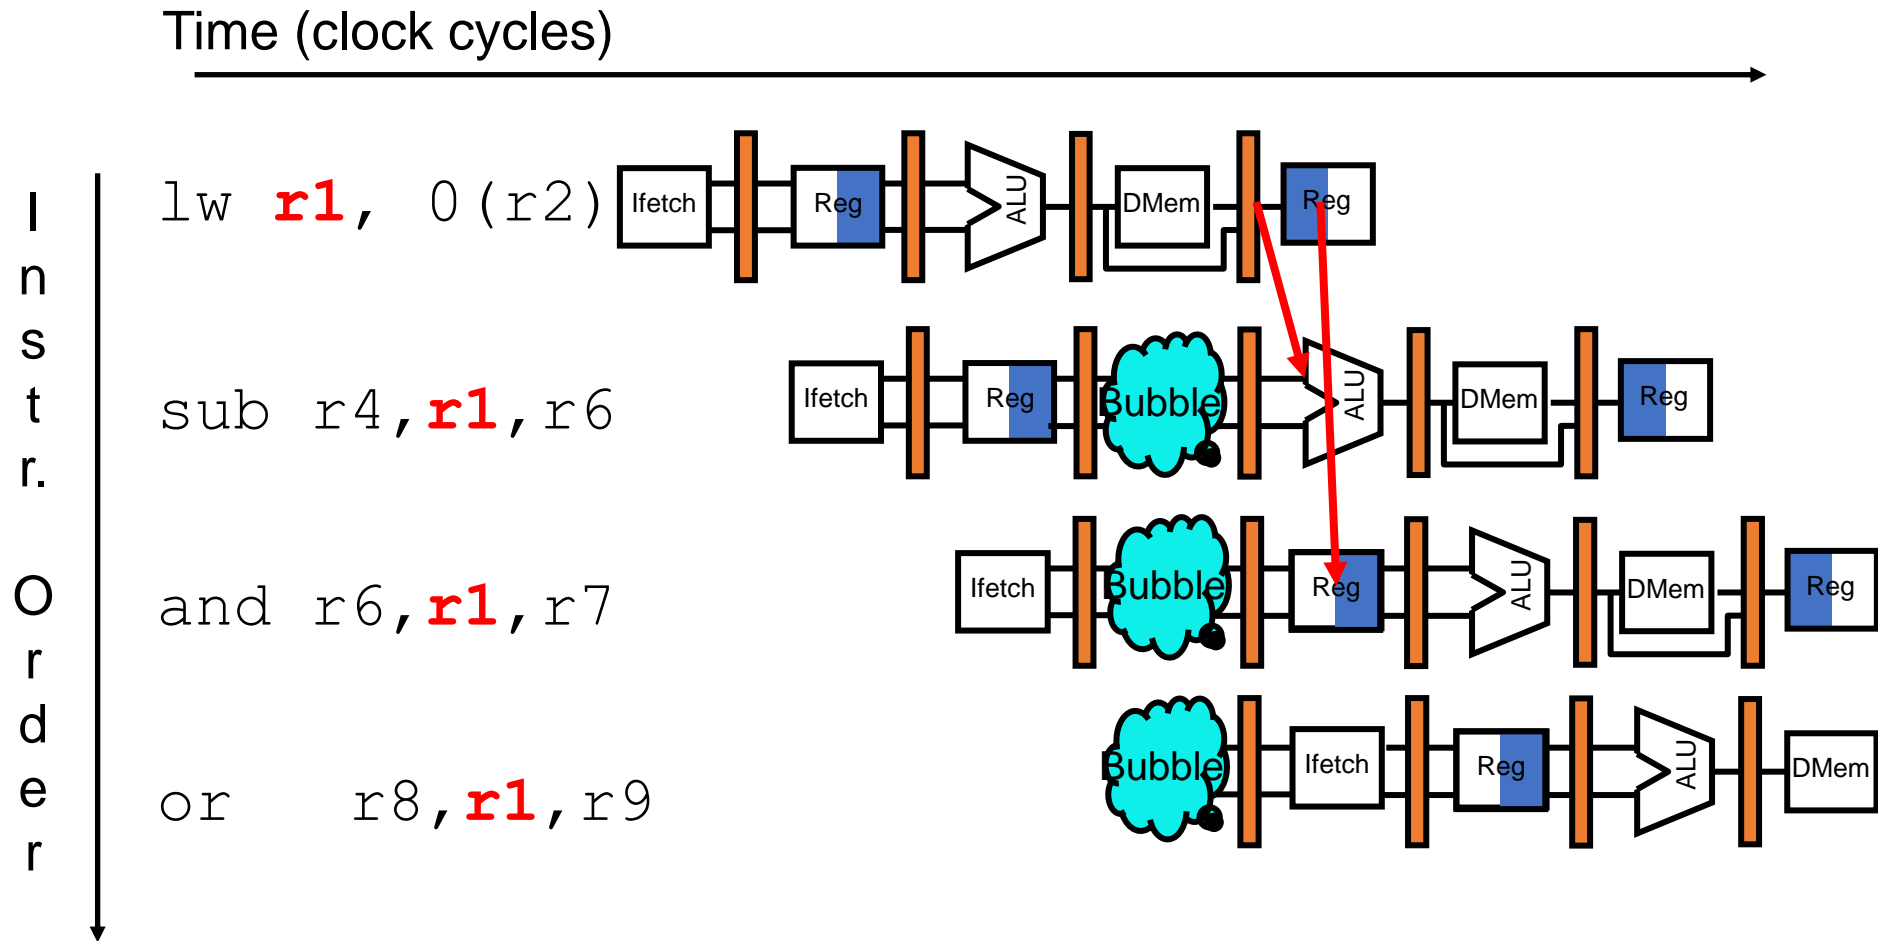 Time (clock cycles)
Instr. Order
lw r1, 0(r2) Ifetch Reg ALU DMem Reg
sub r4,r1,r6 Ifetch Reg Bubble ALU DMem Reg
and r6,r1,r7 Ifetch Bubble Reg ALU DMem Reg
or r8,r1,r9 Bubble Ifetch Reg ALU DMem